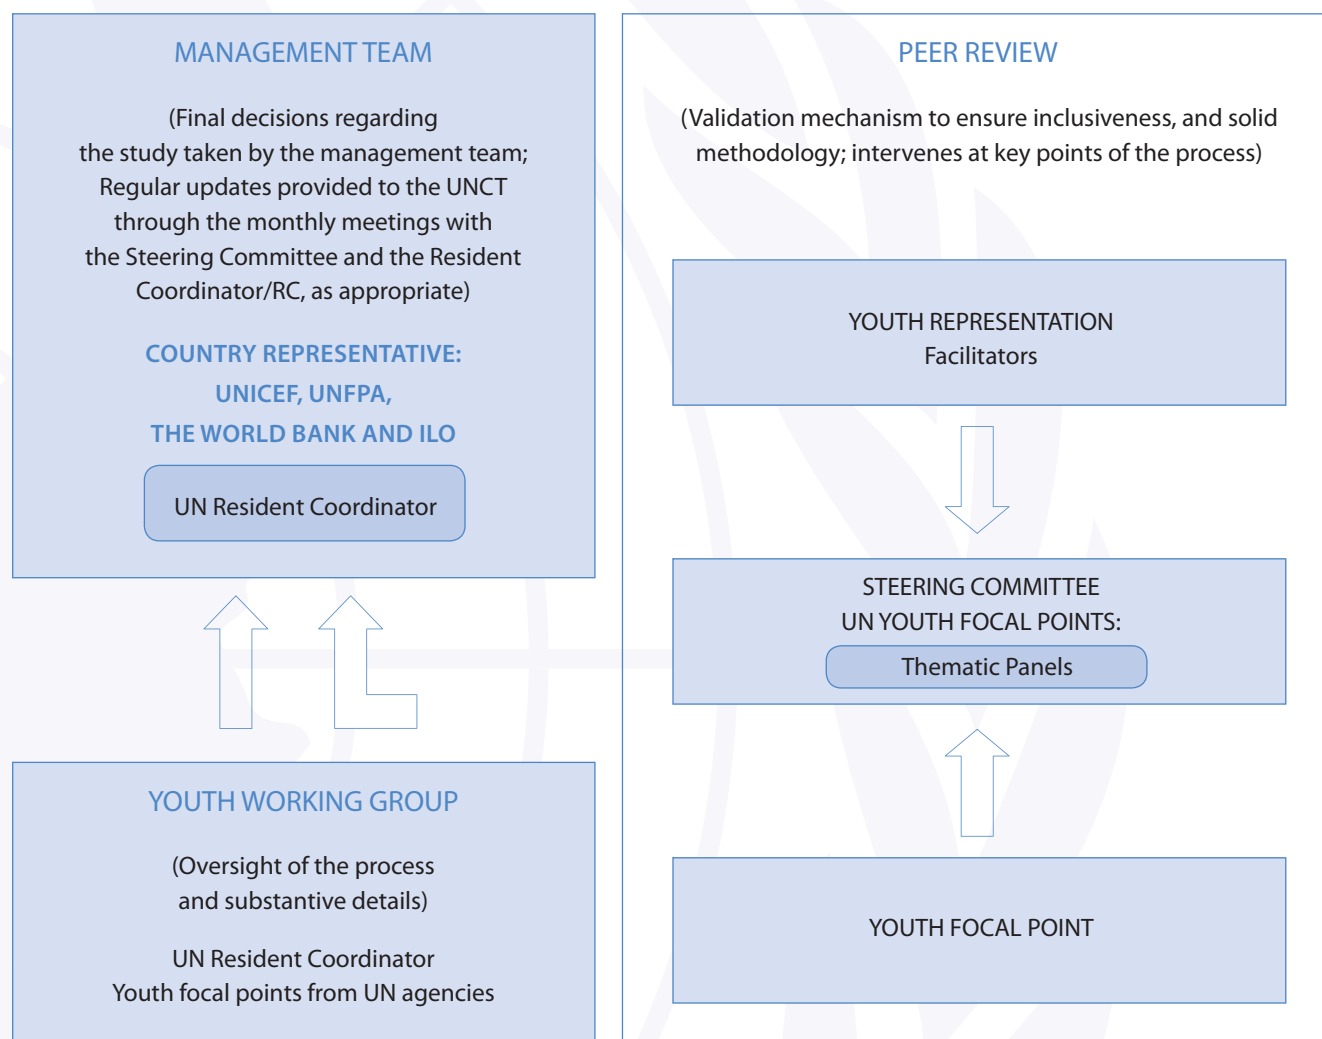 MANAGEMENT TEAM
(Final decisions regarding
the study taken by the management team;
Regular updates provided to the UNCT
through the monthly meetings with
the Steering Committee and the Resident
Coordinator/RC, as appropriate)
COUNTRY REPRESENTATIVE:
UNICEF, UNFPA,
THE WORLD BANK AND ILO
UN Resident Coordinator
YOUTH WORKING GROUP
(Oversight of the process
and substantive details)
UN Resident Coordinator
Youth focal points from UN agencies
PEER REVIEW
(Validation mechanism to ensure inclusiveness, and solid
methodology; intervenes at key points of the process)
YOUTH REPRESENTATION
Facilitators
STEERING COMMITTEE
UN YOUTH FOCAL POINTS:
Thematic Panels
YOUTH FOCAL POINT